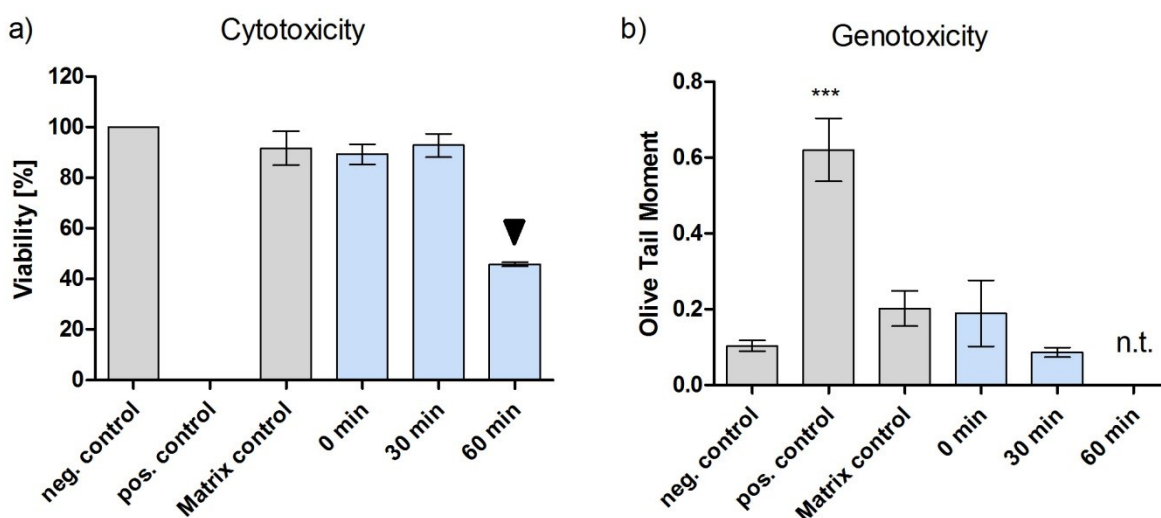 a)
Cytotoxicity
Viability [%]
120
100
80
60
40
20
0
neg. control
pos. control
Matrix control
0 min
30 min
60 min
b)
Genotoxicity
Olive Tail Moment
0.8
0.6
0.4
0.2
0.0
***
n.t.
neg. control
pos. control
Matrix control
0 min
30 min
60 min